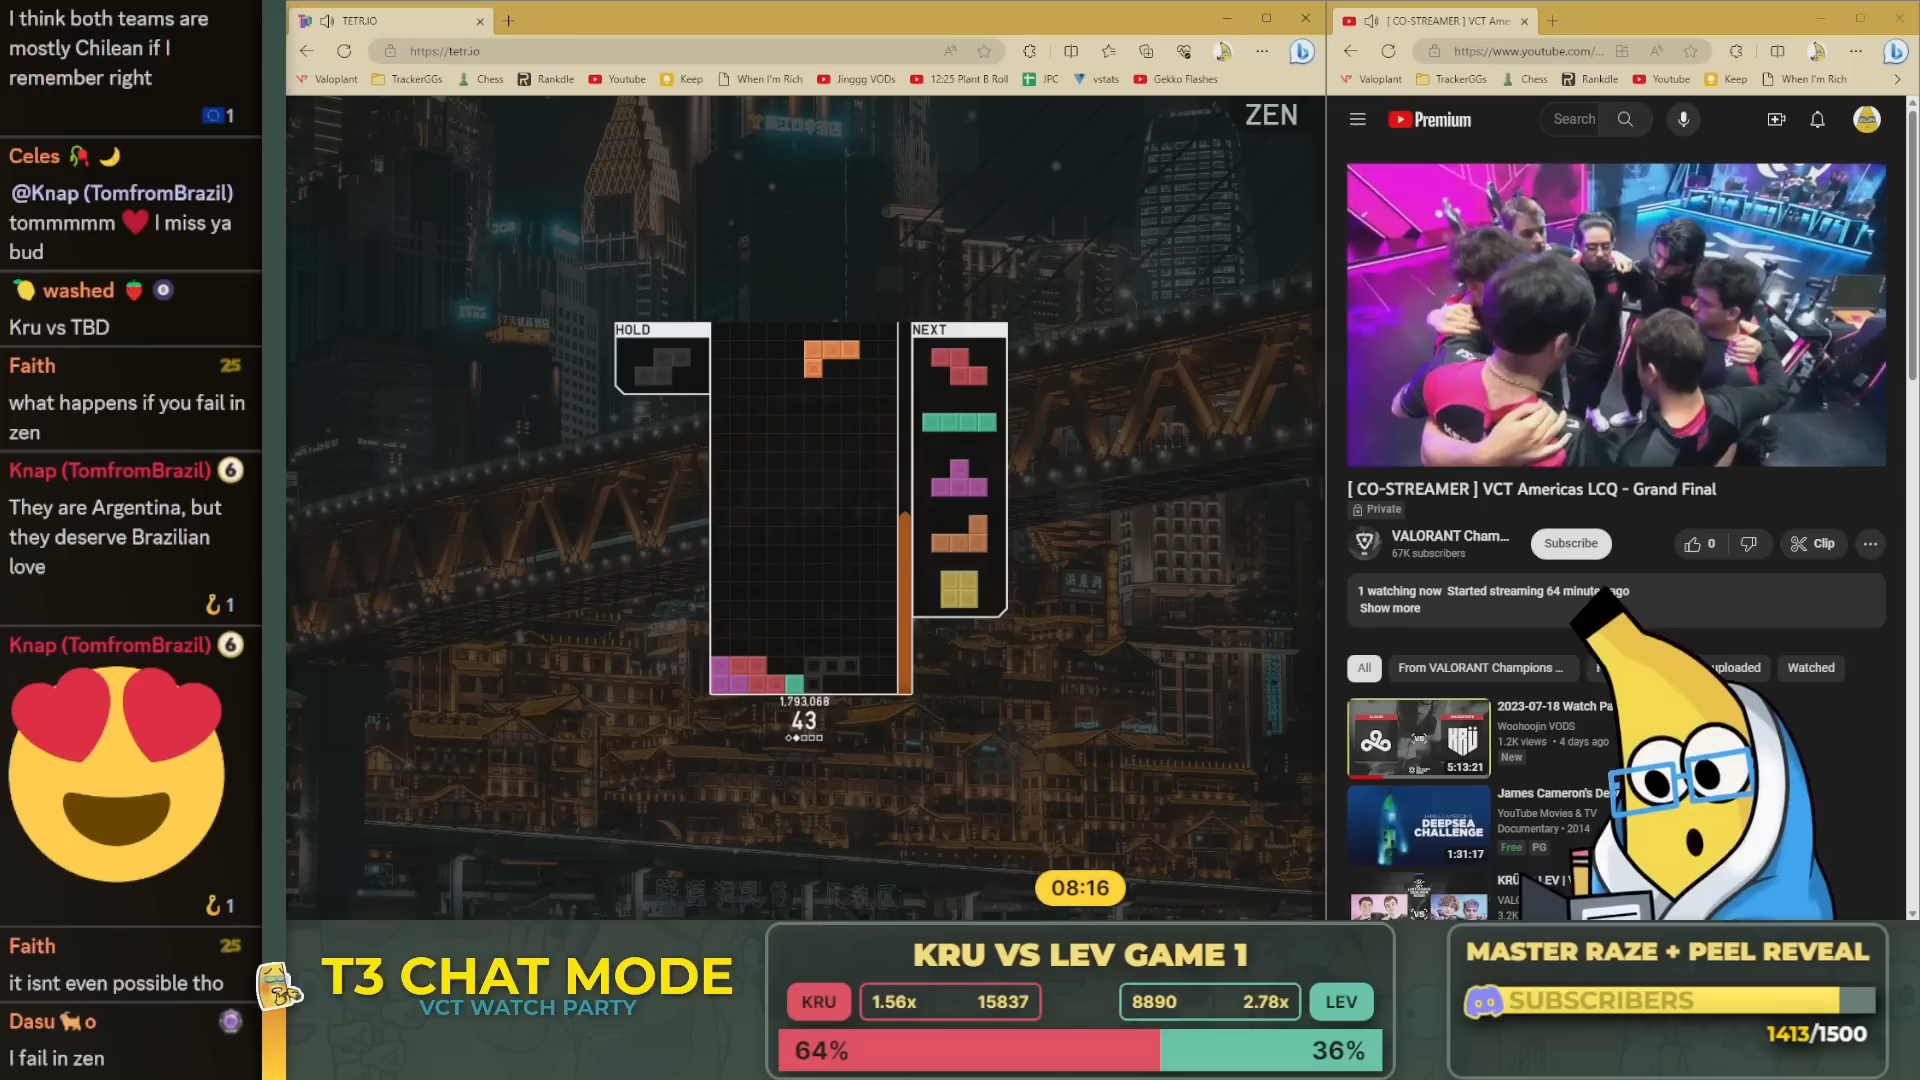 I think both teams are
mostly Chilean if I
remember right
1
Celes
@Knap (TomfromBrazil)
tommmmm I miss ya
bud
washed
Kru vs TBD
Faith 25
what happens if you fail in
zen
Knap (TomfromBrazil) 6
They are Argentina, but
they deserve Brazilian
love
1
Knap (TomfromBrazil) 6
1
Faith 25
it isnt even possible tho
Dasu o
I fail in zen
TETR.IO
https://tetr.io
Valoplant TrackerGGs Chess Rankdle Youtube Keep When I'm Rich Jinggg VODs 12:25 Plant B Roll JPC vstats Gekko Flashes
ZEN
HOLD
NEXT
1,793,068
43
08:16
[ CO-STREAMER ] VCT Ame
https://www.youtube.com/...
Valoplant TrackerGGs Chess Rankdle Youtube Keep When I'm Rich
Premium
Search
[ CO-STREAMER ] VCT Americas LCQ - Grand Final
Private
VALORANT Cham...
67K subscribers
Subscribe
0
Clip
1 watching now Started streaming 64 minutes ago
Show more
All
From VALORANT Champions ...
uploaded
Watched
2023-07-18 Watch Pa
Woohoojin VODS
1.2K views • 4 days ago
New
VS
KRÜ
5:13:21
James Cameron's De
YouTube Movies & TV
Documentary • 2014
Free PG
DEEPSEA
CHALLENGE
1:31:17
KRÜ LEV |
VALO
3.2K
VS
T3 CHAT MODE
VCT WATCH PARTY
KRU VS LEV GAME 1
KRU 1.56x 15837 8890 2.78x LEV
64% 36%
MASTER RAZE + PEEL REVEAL
SUBSCRIBERS
1413/1500